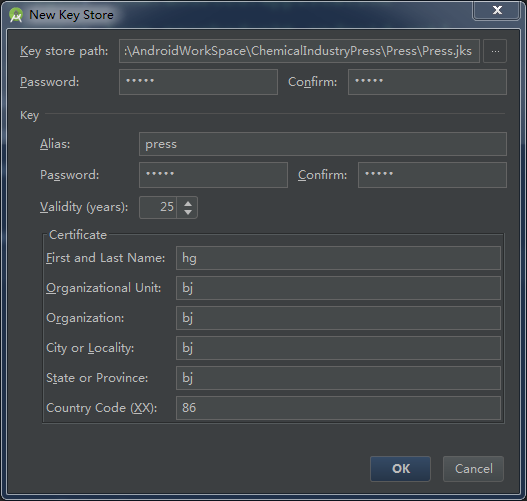 New Key Store
Key store path: :\AndroidWorkSpace\ChemicalIndustryPress\Press\Press.jks ...
Password: ••••• Confirm: •••••
Key
Alias: press
Password: ••••• Confirm: •••••
Validity (years): 25
Certificate
First and Last Name: hg
Organizational Unit: bj
Organization: bj
City or Locality: bj
State or Province: bj
Country Code (XX): 86
OK Cancel